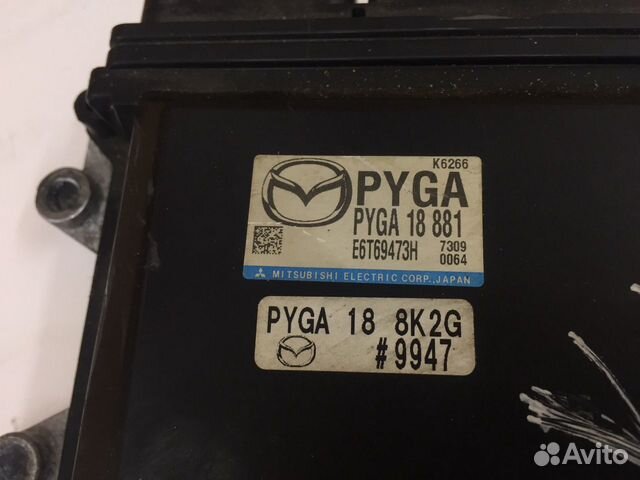 K6266
PYGA
PYGA 18 881
E6T69473H 7309
0064
MITSUBISHI ELECTRIC CORP., JAPAN
PYGA 18 8K2G
#9947
Avito